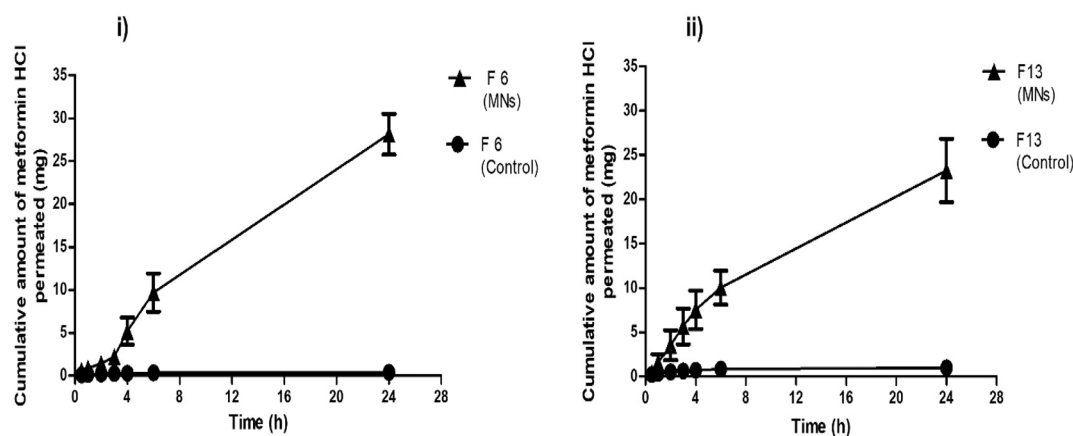 i)
Cumulative amount of metformin HCl
permeated (mg)
35
30
25
20
15
10
5
0
0 4 8 12 16 20 24 28
Time (h)
F 6
(MNs)
F 6
(Control)
ii)
Cumulative amount of metformin HCl
permeated (mg)
35
30
25
20
15
10
5
0
0 4 8 12 16 20 24 28
Time (h)
F13
(MNs)
F13
(Control)